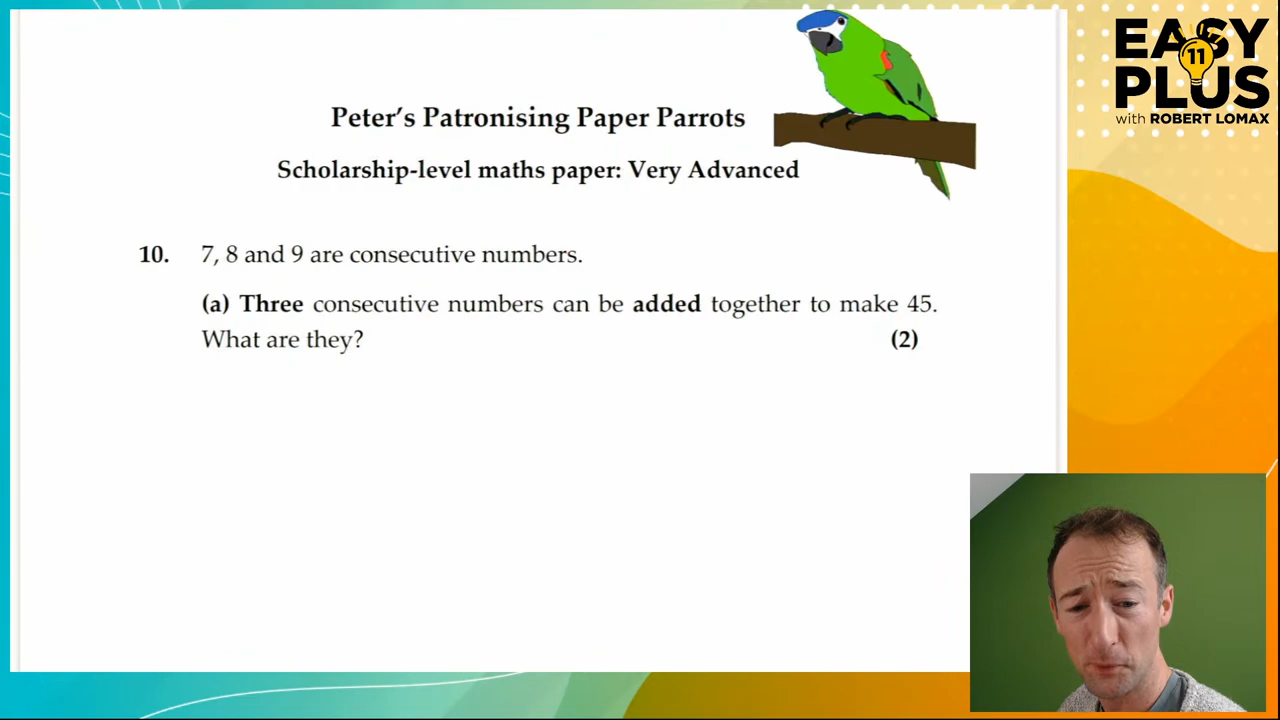 EASY
11
PLUS
with ROBERT LOMAX
Peter's Patronising Paper Parrots
Scholarship-level maths paper: Very Advanced
10. 7, 8 and 9 are consecutive numbers.
(a) Three consecutive numbers can be added together to make 45.
What are they? (2)